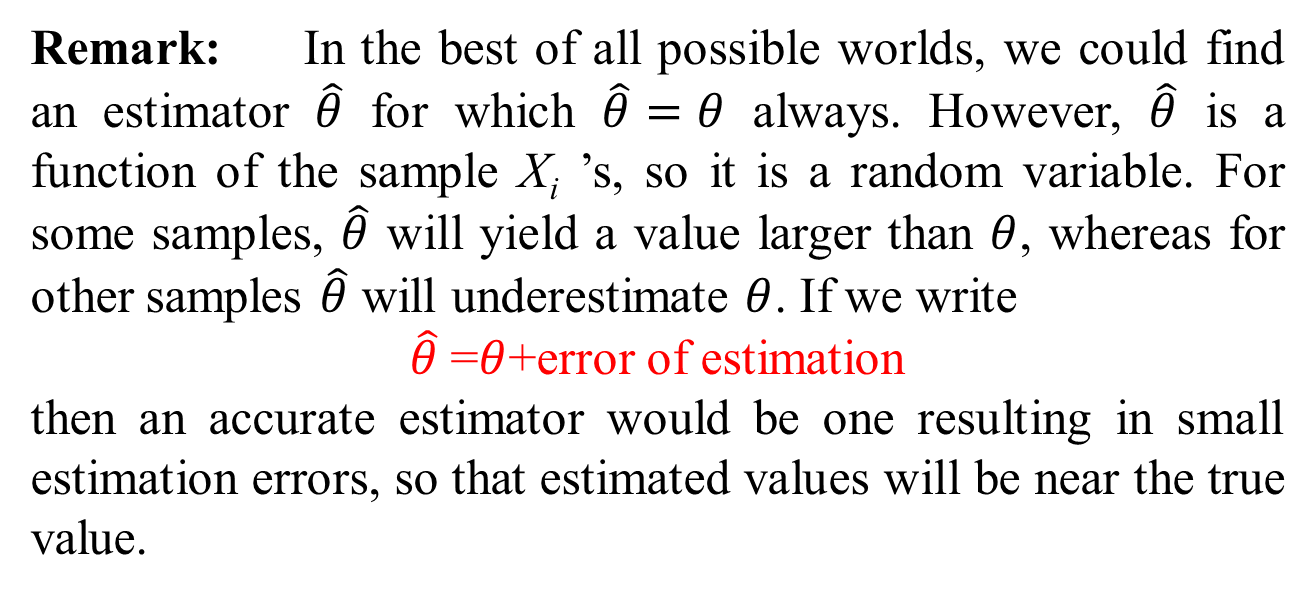 Remark: In the best of all possible worlds, we could find
an estimator θ̂ for which θ̂ = θ always. However, θ̂ is a
function of the sample Xᵢ ’s, so it is a random variable. For
some samples, θ̂ will yield a value larger than θ, whereas for
other samples θ̂ will underestimate θ. If we write
θ̂ =θ+error of estimation
then an accurate estimator would be one resulting in small
estimation errors, so that estimated values will be near the true
value.